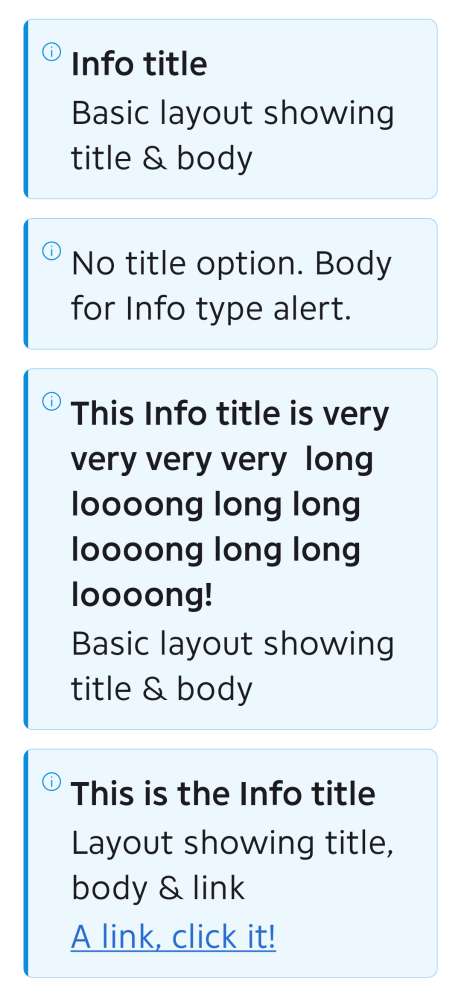 Info title
Basic layout showing
title & body
No title option. Body
for Info type alert.
This Info title is very
very very very  long
loooong long long
loooong long long
loooong!
Basic layout showing
title & body
This is the Info title
Layout showing title,
body & link
A link, click it!